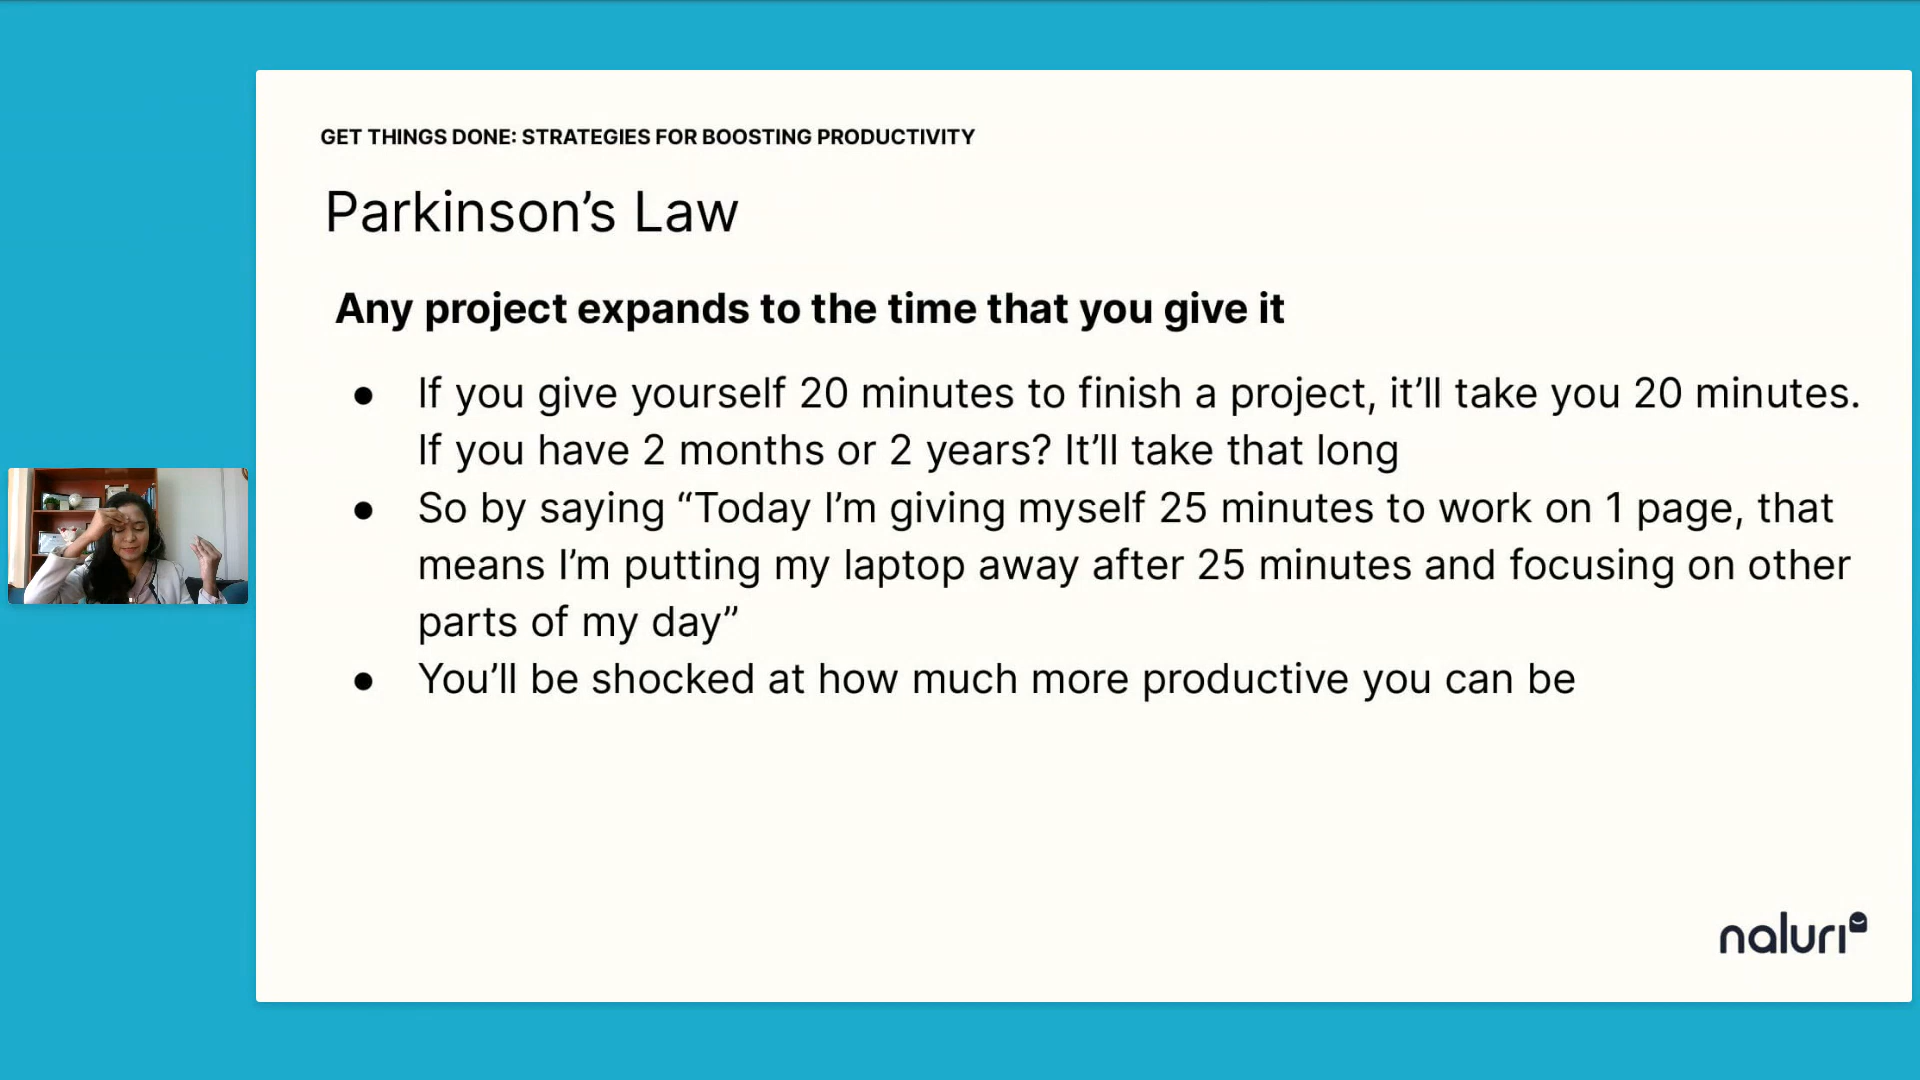 GET THINGS DONE: STRATEGIES FOR BOOSTING PRODUCTIVITY
Parkinson’s Law
Any project expands to the time that you give it
● If you give yourself 20 minutes to finish a project, it’ll take you 20 minutes.
If you have 2 months or 2 years? It’ll take that long
● So by saying “Today I’m giving myself 25 minutes to work on 1 page, that
means I’m putting my laptop away after 25 minutes and focusing on other
parts of my day”
● You’ll be shocked at how much more productive you can be
naluri